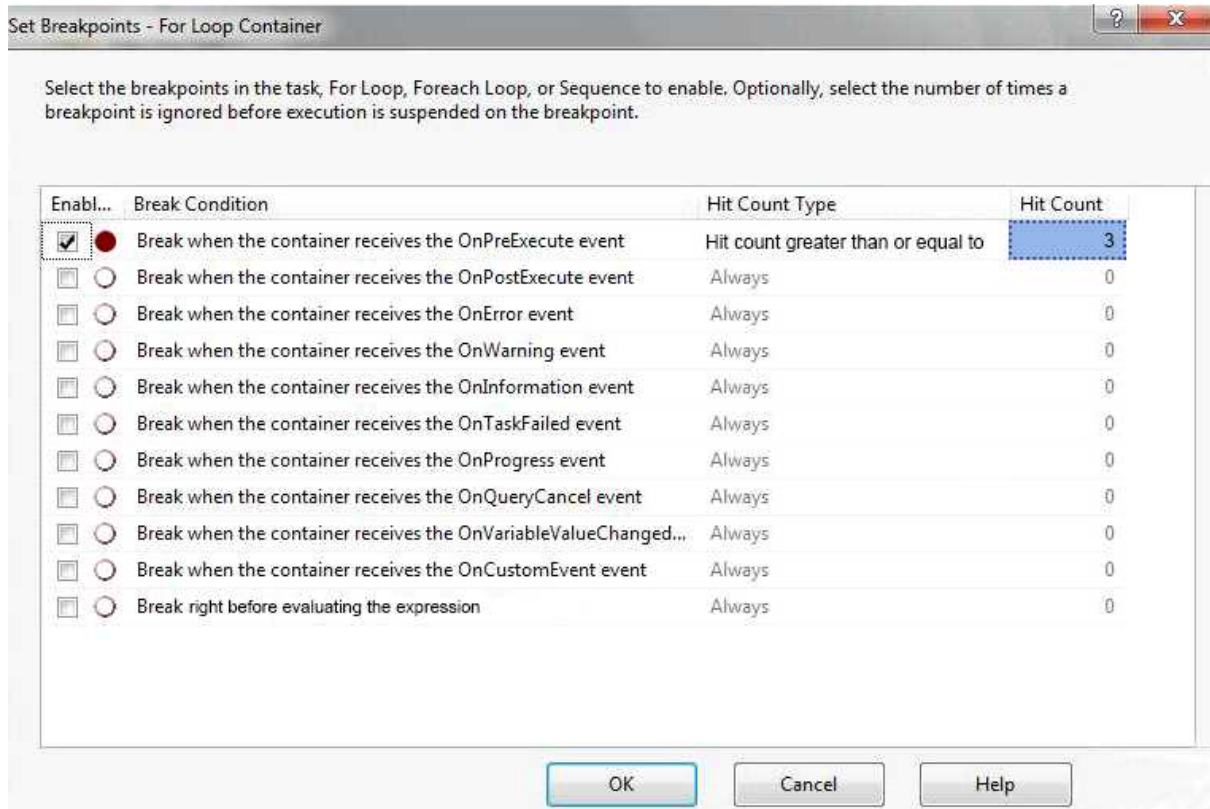 Set Breakpoints - For Loop Container
?
X
Select the breakpoints in the task, For Loop, Foreach Loop, or Sequence to enable. Optionally, select the number of times a
breakpoint is ignored before execution is suspended on the breakpoint.
Enabl... Break Condition Hit Count Type Hit Count
Break when the container receives the OnPreExecute event Hit count greater than or equal to 3
Break when the container receives the OnPostExecute event Always 0
Break when the container receives the OnError event Always 0
Break when the container receives the OnWarning event Always 0
Break when the container receives the OnInformation event Always 0
Break when the container receives the OnTaskFailed event Always 0
Break when the container receives the OnProgress event Always 0
Break when the container receives the OnQueryCancel event Always 0
Break when the container receives the OnVariableValueChanged... Always 0
Break when the container receives the OnCustomEvent event Always 0
Break right before evaluating the expression Always 0
OK Cancel Help